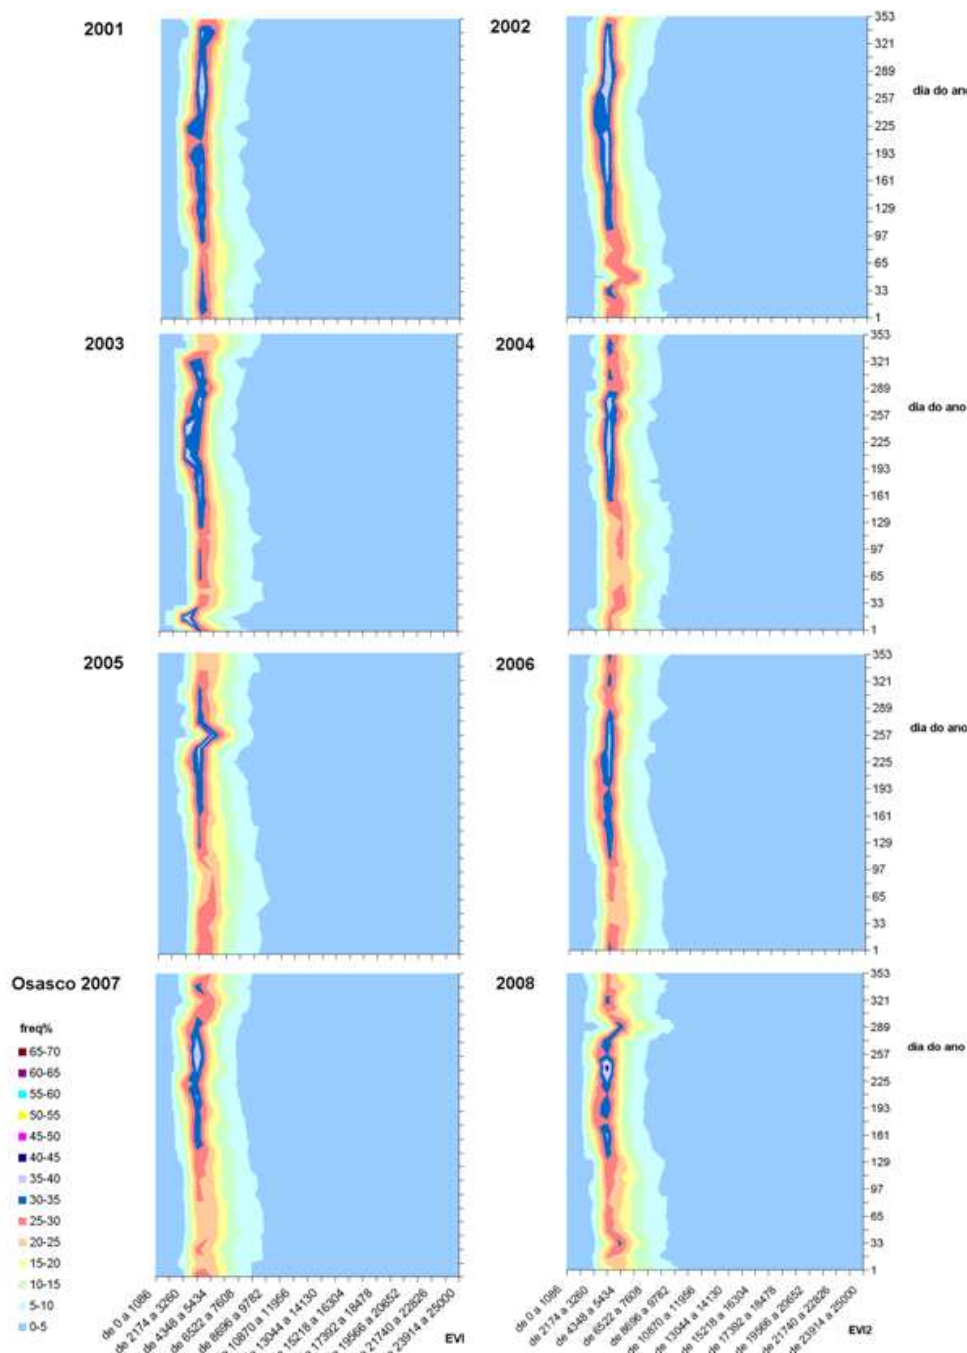 2001
2002
353
321
289
257
225
193
161
129
97
65
33
1
dia do ano
2003
2004
353
321
289
257
225
193
161
129
97
65
33
1
dia do ano
2005
2006
353
321
289
257
225
193
161
129
97
65
33
1
dia do ano
Osasco 2007
2008
353
321
289
257
225
193
161
129
97
65
33
1
dia do ano
freq%
65-70
60-65
55-60
50-55
45-50
40-45
35-40
30-35
25-30
20-25
15-20
10-15
5-10
0-5
de 0 a 1086
de 2174 a 3260
de 4348 a 5434
de 6522 a 7608
de 8696 a 9782
de 10870 a 11956
de 13044 a 14130
de 15218 a 16304
de 17392 a 18478
de 19566 a 20652
de 21740 a 22826
de 23914 a 25000
EVI
de 0 a 1086
de 2174 a 3260
de 4348 a 5434
de 6522 a 7608
de 8696 a 9782
de 10870 a 11956
de 13044 a 14130
de 15218 a 16304
de 17392 a 18478
de 19566 a 20652
de 21740 a 22826
de 23914 a 25000
EVI2